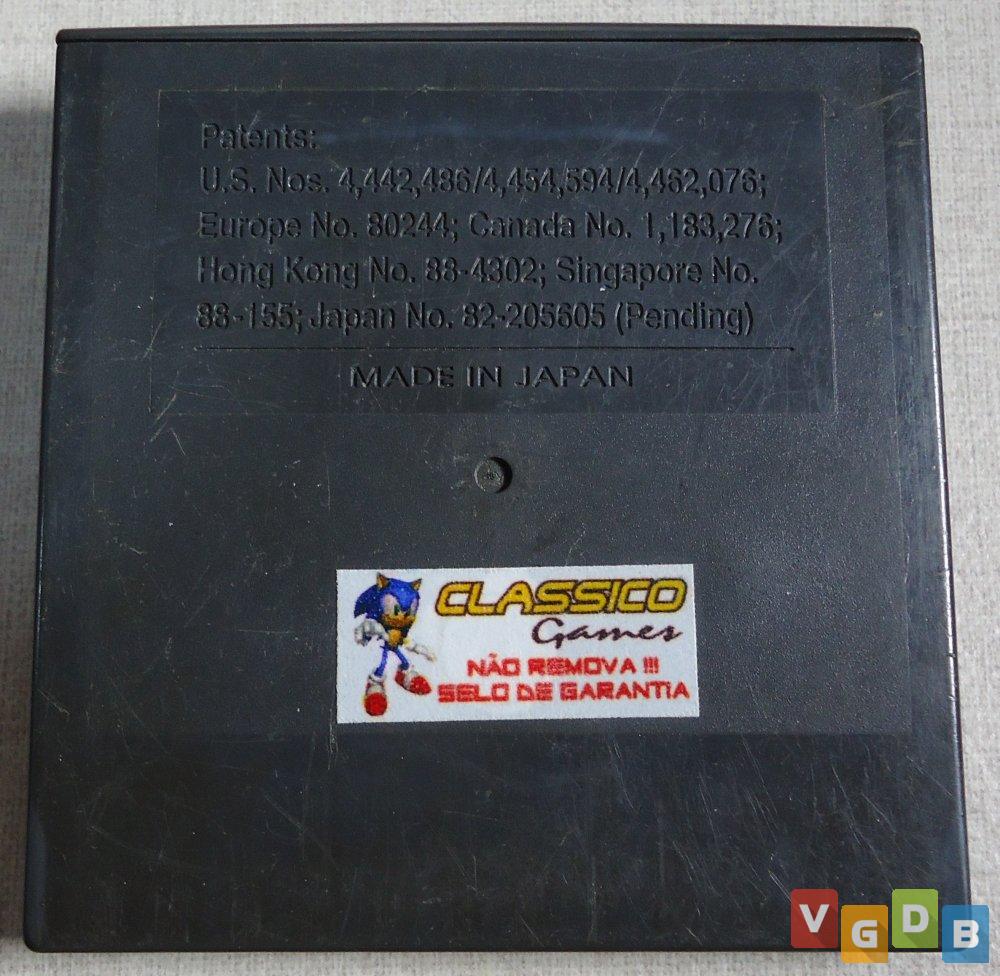 Patents:
U.S. Nos. 4,442,486/4,454,594/4,462,076;
Europe No. 80244; Canada No. 1,183,276;
Hong Kong No. 88-4302; Singapore No.
88-155; Japan No. 82-205605 (Pending)
MADE IN JAPAN
CLASSICO
Games
NÃO REMOVA !!!
SELO DE GARANTIA
VGDB